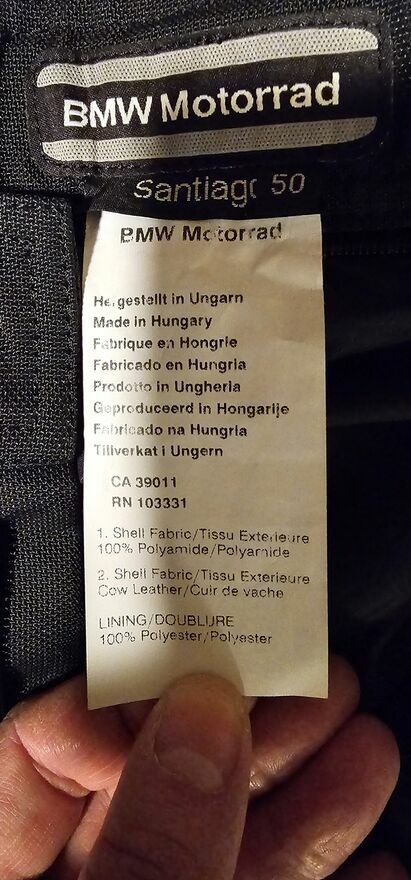 BMW Motorrad
Santiago 50
BMW Motorrad
Hergestellt in Ungarn
Made in Hungary
Fabrique en Hongrie
Fabricado en Hungria
Prodotto in Ungheria
Geproduceerd in Hongarije
Fabricado na Hungria
Tillverkat i Ungern
CA 39011
RN 103331
1. Shell Fabric/Tissu Exterieure
100% Polyamide/Polyamide
2. Shell Fabric/Tissu Exterieure
Cow Leather/Cuir de vache
LINING/DOUBLURE
100% Polyester/Polyester